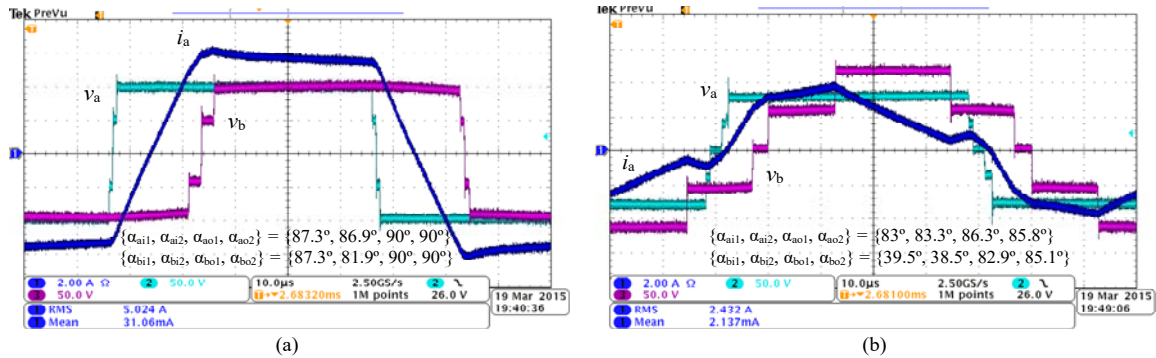 Tek PreVu
T
T
i_a
v_a
v_b
1
{α_ai1, α_ai2, α_ao1, α_ao2} = {87.3º, 86.9º, 90º, 90º}
{α_bi1, α_bi2, α_bo1, α_bo2} = {87.3º, 81.9º, 90º, 90º}
1 2.00 A Ω 2 50.0 V 10.0µs 2.50GS/s 2
3 50.0 V T 2.68320ms 1M points 26.0 V
1 RMS 5.024 A
1 Mean 31.06mA
19 Mar 2015
19:40:36
(a)
Tek PreVu
T
T
v_a
1
i_a
v_b
{α_ai1, α_ai2, α_ao1, α_ao2} = {83º, 83.3º, 86.3º, 85.8º}
{α_bi1, α_bi2, α_bo1, α_bo2} = {39.5º, 38.5º, 82.9º, 85.1º}
1 2.00 A Ω 2 50.0 V 10.0µs 2.50GS/s 2
3 50.0 V T 2.68100ms 1M points 26.0 V
1 RMS 2.432 A
1 Mean 2.137mA
19 Mar 2015
19:49:06
(b)